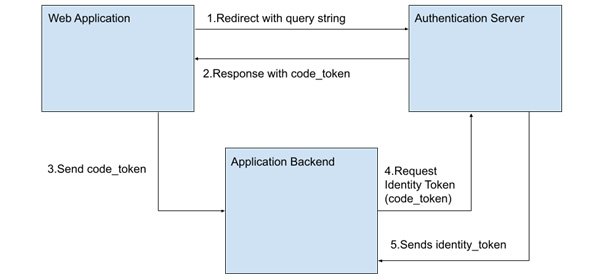 Web Application
1.Redirect with query string
Authentication Server
2.Response with code_token
3.Send code_token
Application Backend
4.Request
Identity Token
(code_token)
5.Sends identity_token